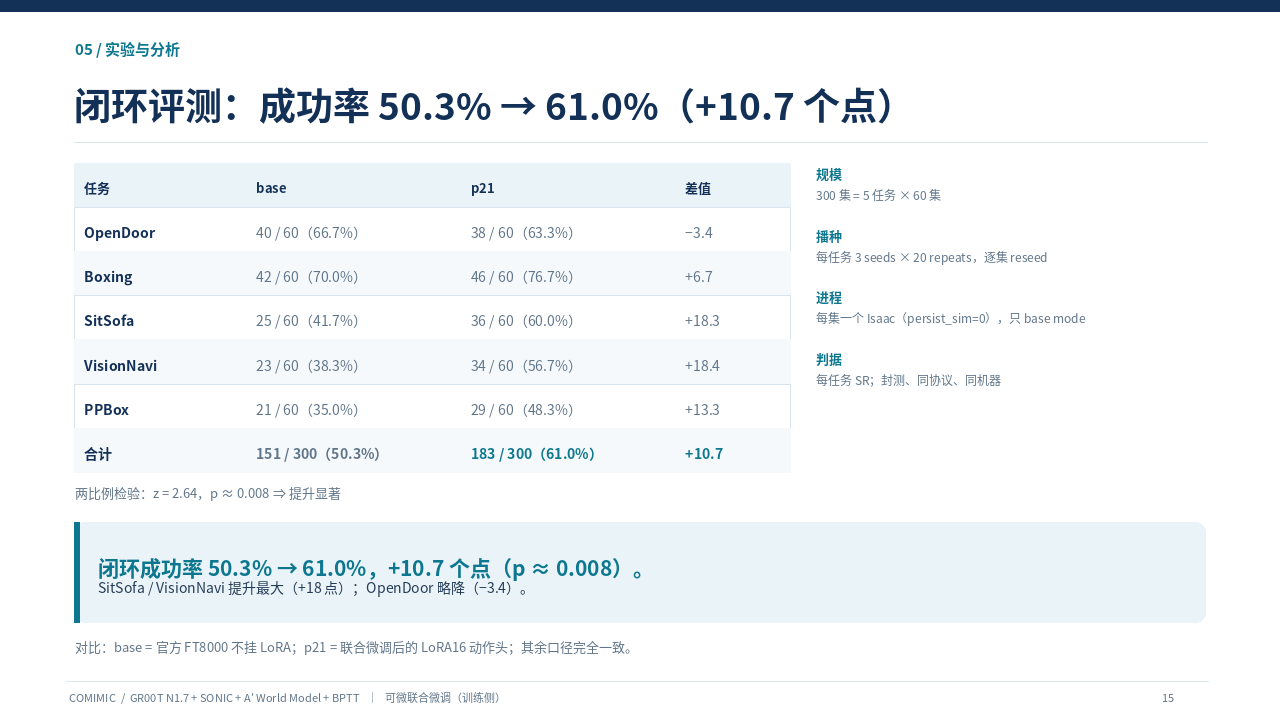 05 / 实验与分析
闭环评测：成功率 50.3% → 61.0%（+10.7 个点）
任务 base p21 差值
OpenDoor 40 / 60（66.7%） 38 / 60（63.3%） −3.4
Boxing 42 / 60（70.0%） 46 / 60（76.7%） +6.7
SitSofa 25 / 60（41.7%） 36 / 60（60.0%） +18.3
VisionNavi 23 / 60（38.3%） 34 / 60（56.7%） +18.4
PPBox 21 / 60（35.0%） 29 / 60（48.3%） +13.3
合计 151 / 300（50.3%） 183 / 300（61.0%） +10.7
规模
300 集 = 5 任务 × 60 集
播种
每任务 3 seeds × 20 repeats，逐集 reseed
进程
每集一个 Isaac（persist_sim=0），只 base mode
判据
每任务 SR；封测、同协议、同机器
两比例检验：z = 2.64，p ≈ 0.008 ⇒ 提升显著
闭环成功率 50.3% → 61.0%，+10.7 个点（p ≈ 0.008）。
SitSofa / VisionNavi 提升最大（+18 点）；OpenDoor 略降（−3.4）。
对比：base = 官方 FT8000 不挂 LoRA；p21 = 联合微调后的 LoRA16 动作头；其余口径完全一致。
COMIMIC / GR00T N1.7 + SONIC + A' World Model + BPTT ｜ 可微联合微调（训练侧） 15